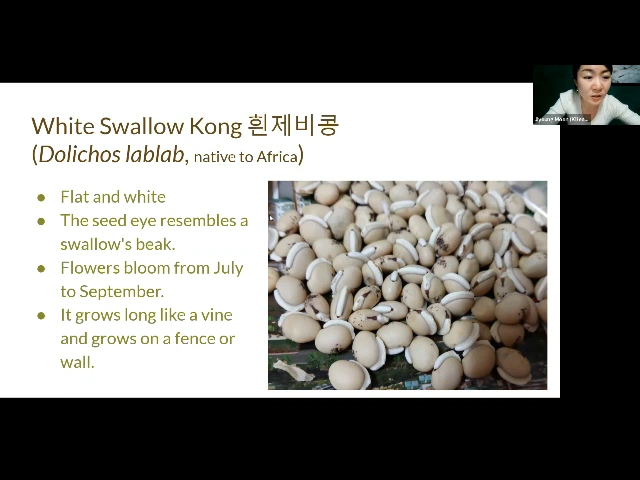 White Swallow Kong 흰제비콩
(Dolichos lablab, native to Africa)
● Flat and white
● The seed eye resembles a
swallow's beak.
● Flowers bloom from July
to September.
● It grows long like a vine
and grows on a fence or
wall.